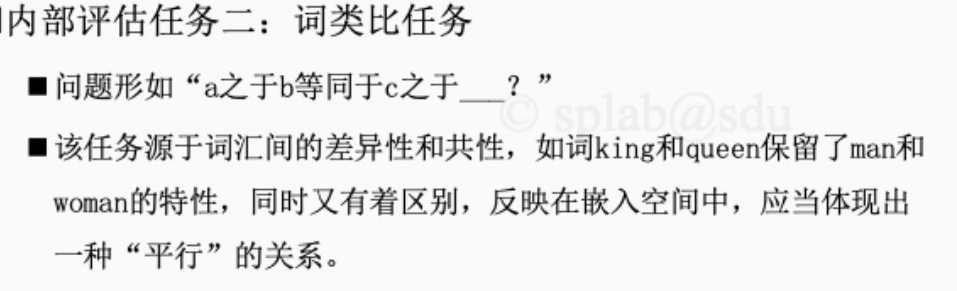 内部评估任务二：词类比任务
■ 问题形如“a之于b等同于c之于___？”
© splab@sdu
■ 该任务源于词汇间的差异性和共性，如词king和queen保留了man和
woman的特性，同时又有着区别，反映在嵌入空间中，应当体现出
一种“平行”的关系。